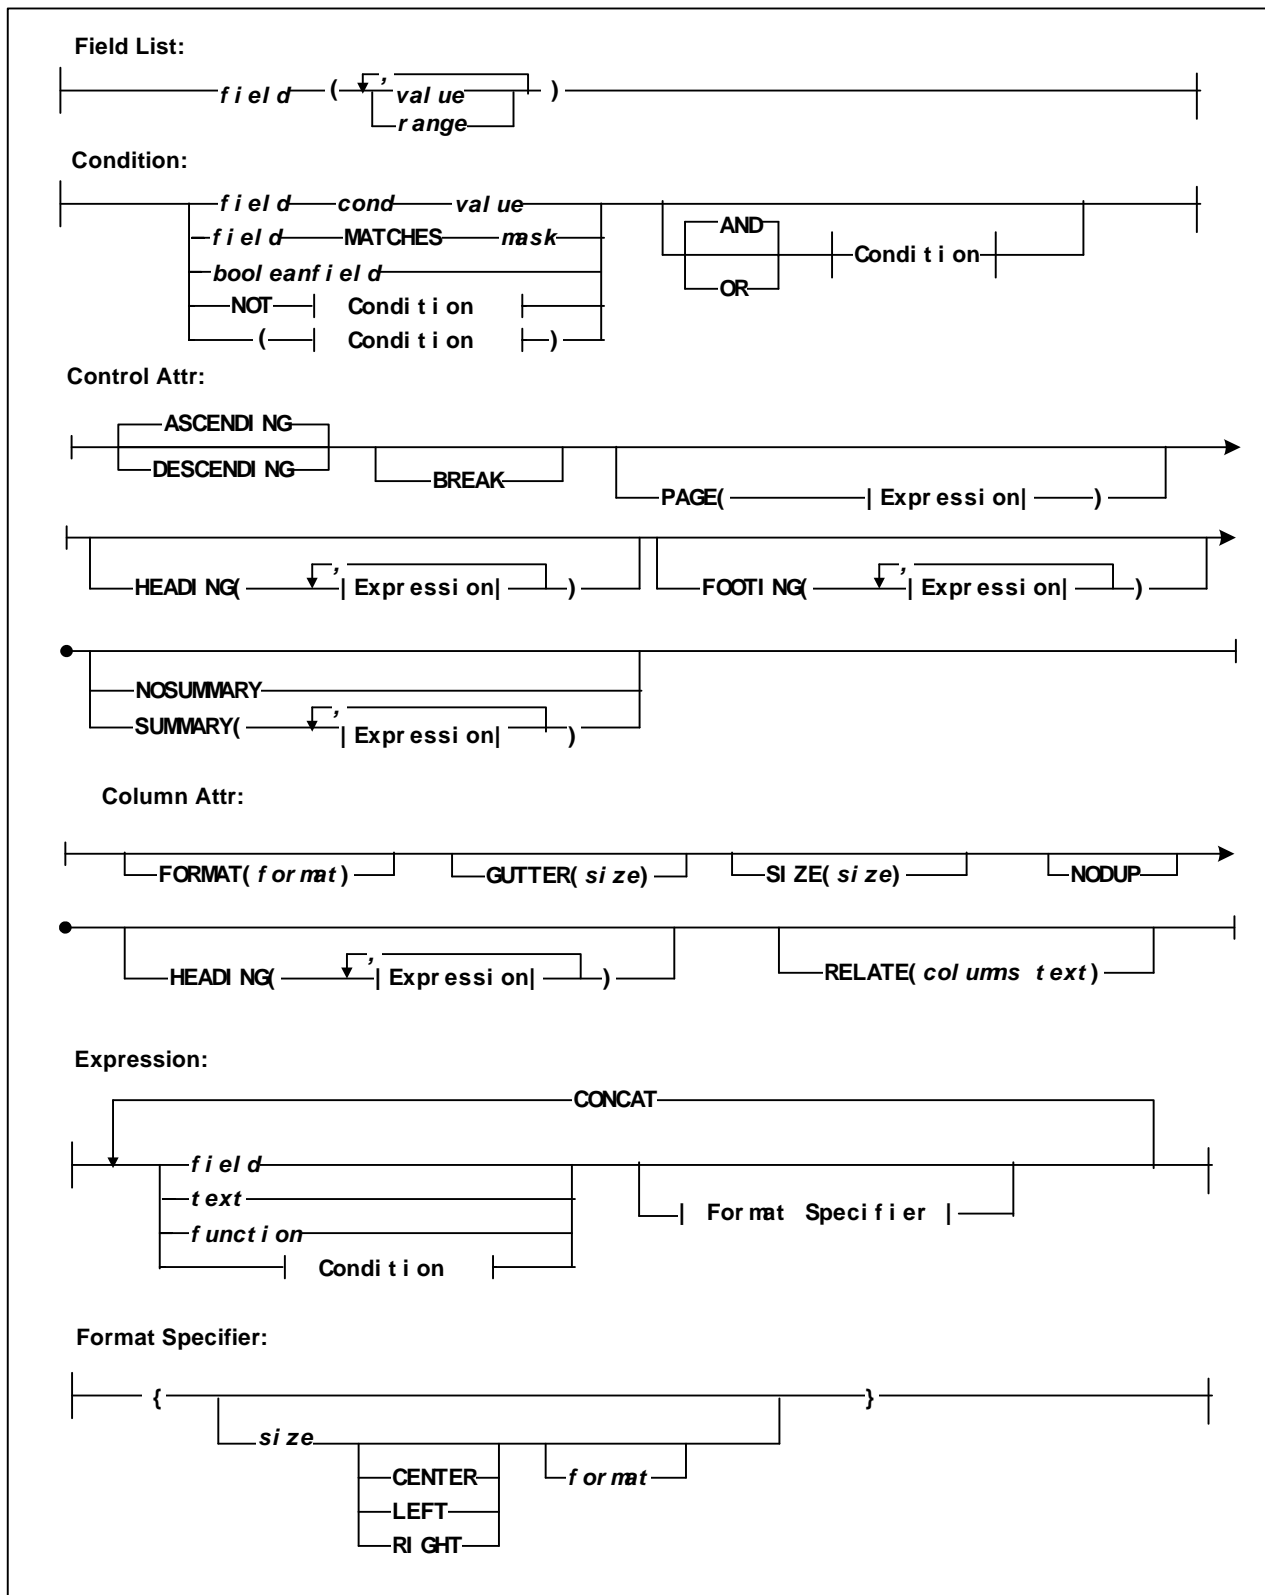 Field List:
,
field ( value )
range
Condition:
field cond value
AND
field MATCHES mask
booleanfield
Condition
NOT Condition
OR
( Condition )
Control Attr:
ASCENDING
DESCENDING
BREAK
PAGE( | Expression| )
, ,
HEADING( | Expression| ) FOOTING( | Expression| )
NOSUMMARY
,
SUMMARY( | Expression| )
Column Attr:
FORMAT( format) GUTTER( size) SIZE( size) NODUP
,
HEADING( | Expression| ) RELATE( columns text)
Expression:
CONCAT
field
text
| Format Specifier |
function
Condition
Format Specifier:
{ }
size
CENTER format
LEFT
RIGHT